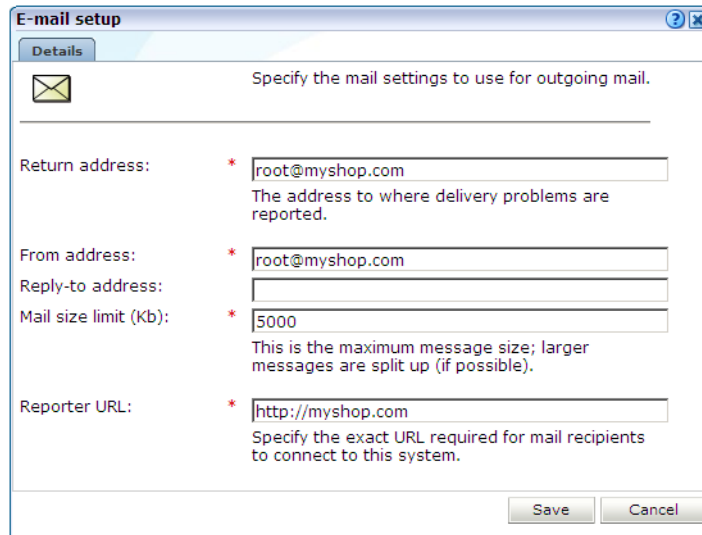 E-mail setup
Details
Specify the mail settings to use for outgoing mail.
Return address: * root@myshop.com
The address to where delivery problems are
reported.
From address: * root@myshop.com
Reply-to address:
Mail size limit (Kb): * 5000
This is the maximum message size; larger
messages are split up (if possible).
Reporter URL: * http://myshop.com
Specify the exact URL required for mail recipients
to connect to this system.
Save Cancel